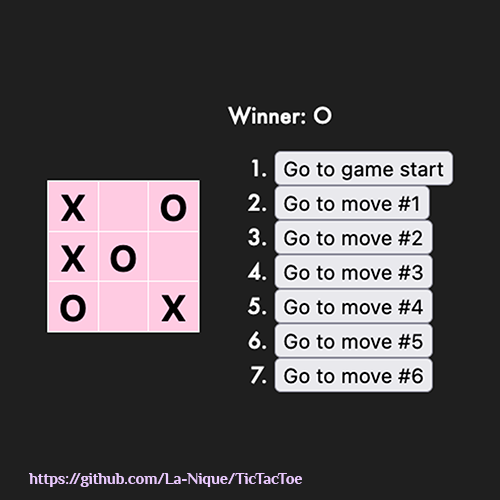 Winner: O
1. Go to game start
2. Go to move #1
3. Go to move #2
4. Go to move #3
5. Go to move #4
6. Go to move #5
7. Go to move #6
X O
X O
O X
https://github.com/La-Nique/TicTacToe